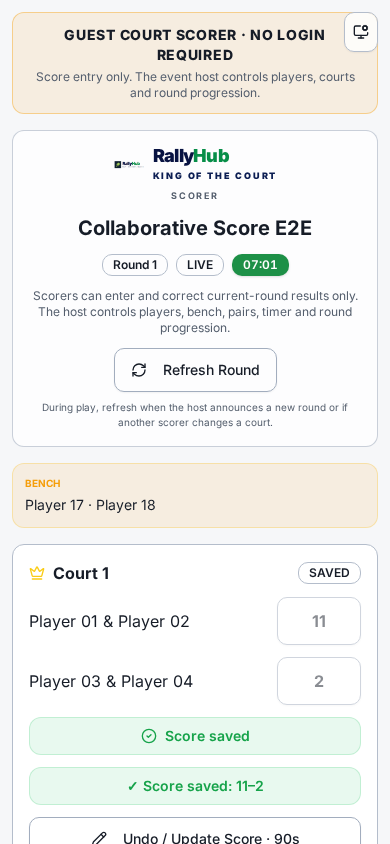 GUEST COURT SCORER · NO LOGIN
REQUIRED
Score entry only. The event host controls players, courts
and round progression.
RallyHub
KING OF THE COURT
SCORER
Collaborative Score E2E
Round 1
LIVE
07:01
Scorers can enter and correct current-round results only.
The host controls players, bench, pairs, timer and round
progression.
Refresh Round
During play, refresh when the host announces a new round or if
another scorer changes a court.
BENCH
Player 17 · Player 18
Court 1
SAVED
Player 01 & Player 02
11
Player 03 & Player 04
2
Score saved
✓ Score saved: 11–2
Undo / Update Score · 90s